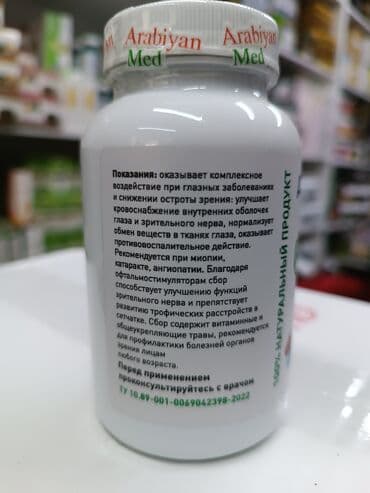 Arabiyan
Med
Arabiyan
Med
Показания: оказывает комплексное
воздействие при глазных заболеваниях
и снижении остроты зрения: улучшает
кровоснабжение внутренних оболочек
глаза и зрительного нерва, нормализует
обмен веществ в тканях глаза, оказывает
противовоспалительное действие.
Рекомендуется при миопии,
катаракте, ангиопатии. Благодаря
офтальмостимуляторам сбор
способствует улучшению функций
зрительного нерва и препятствует
развитию трофических расстройств в
сетчатке. Сбор содержит витаминные и
общеукрепляющие травы, рекомендуется
для профилактики болезней органов
зрения лицам
любого возраста.
Перед применением
проконсультируйтесь с врачом
ТУ 10.89-001-0069042398-2022
100% НАТУРАЛЬНЫЙ ПРОДУКТ